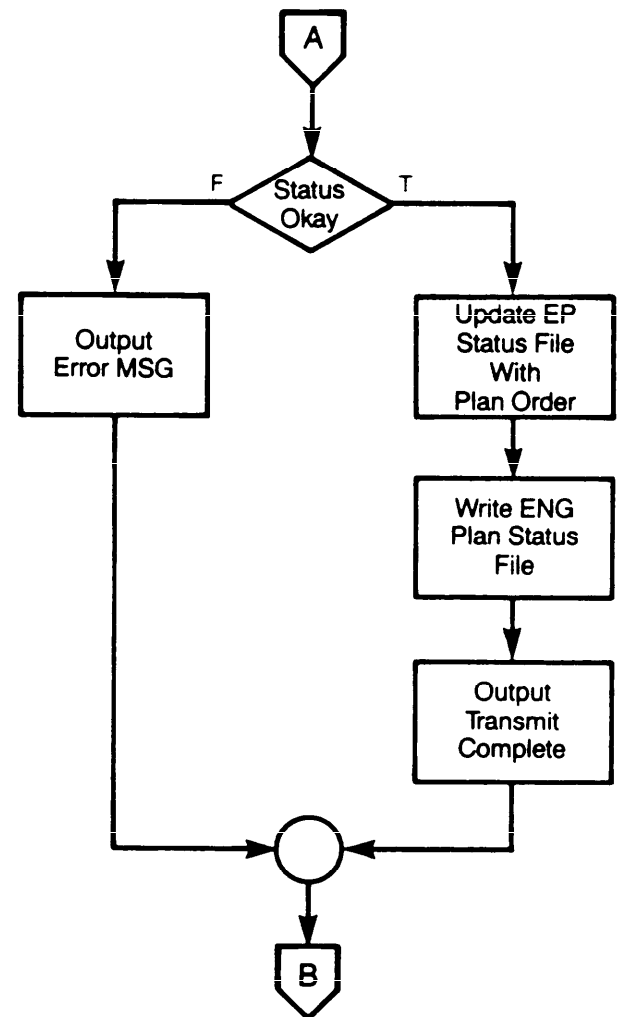 A
F
T
Status
Okay
Output
Error MSG
Update EP
Status File
With
Plan Order
Write ENG
Plan Status
File
Output
Transmit
Complete
B